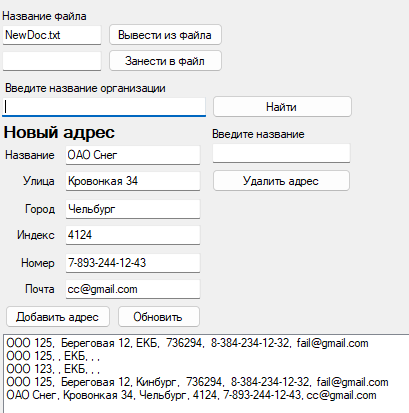 Название файла
NewDoc.txt Вывести из файла
Занести в файл
Введите название организации
Найти
Новый адрес Введите название
Название ОАО Снег
Улица Кровонкая 34 Удалить адрес
Город Чельбург
Индекс 4124
Номер 7-893-244-12-43
Почта cc@gmail.com
Добавить адрес Обновить
ООО 125, Береговая 12, ЕКБ, 736294, 8-384-234-12-32, fail@gmail.com
ООО 125, , ЕКБ, , ,
ООО 123, , ЕКБ, , ,
ООО 125, Береговая 12, Кинбург, 736294, 8-384-234-12-32, fail@gmail.com
ОАО Снег, Кровонкая 34, Чельбург, 4124, 7-893-244-12-43, cc@gmail.com